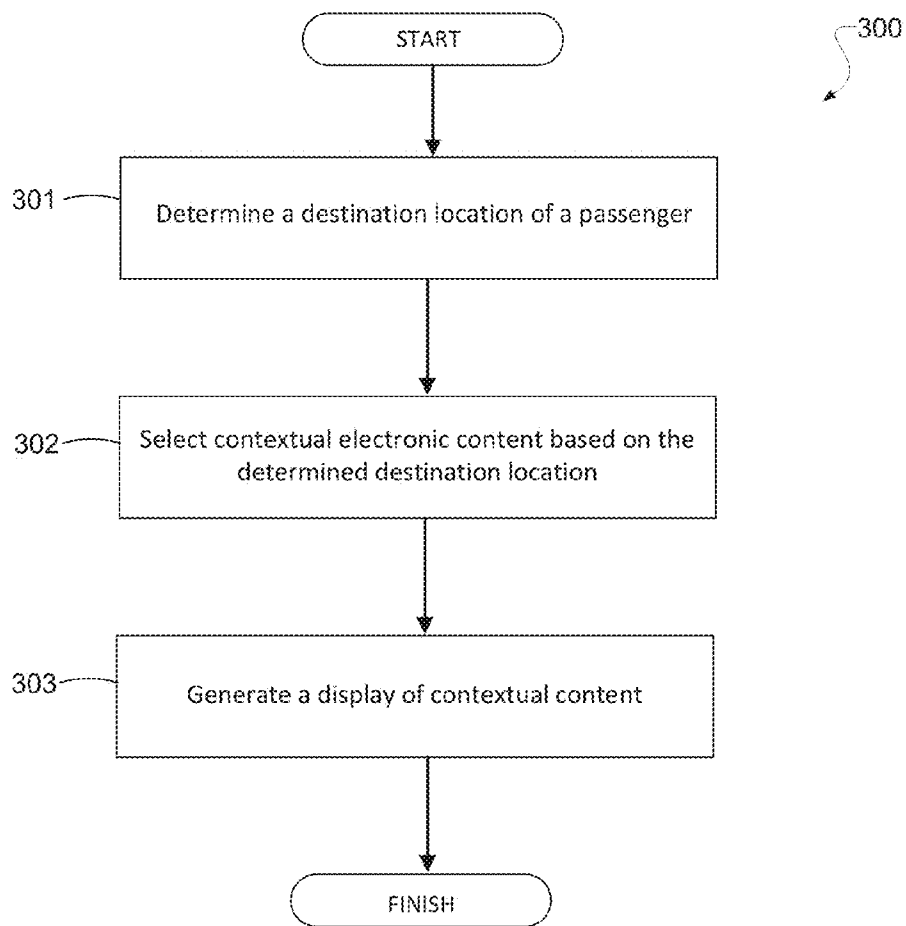 START
300
301
Determine a destination location of a passenger
302
Select contextual electronic content based on the
determined destination location
303
Generate a display of contextual content
FINISH